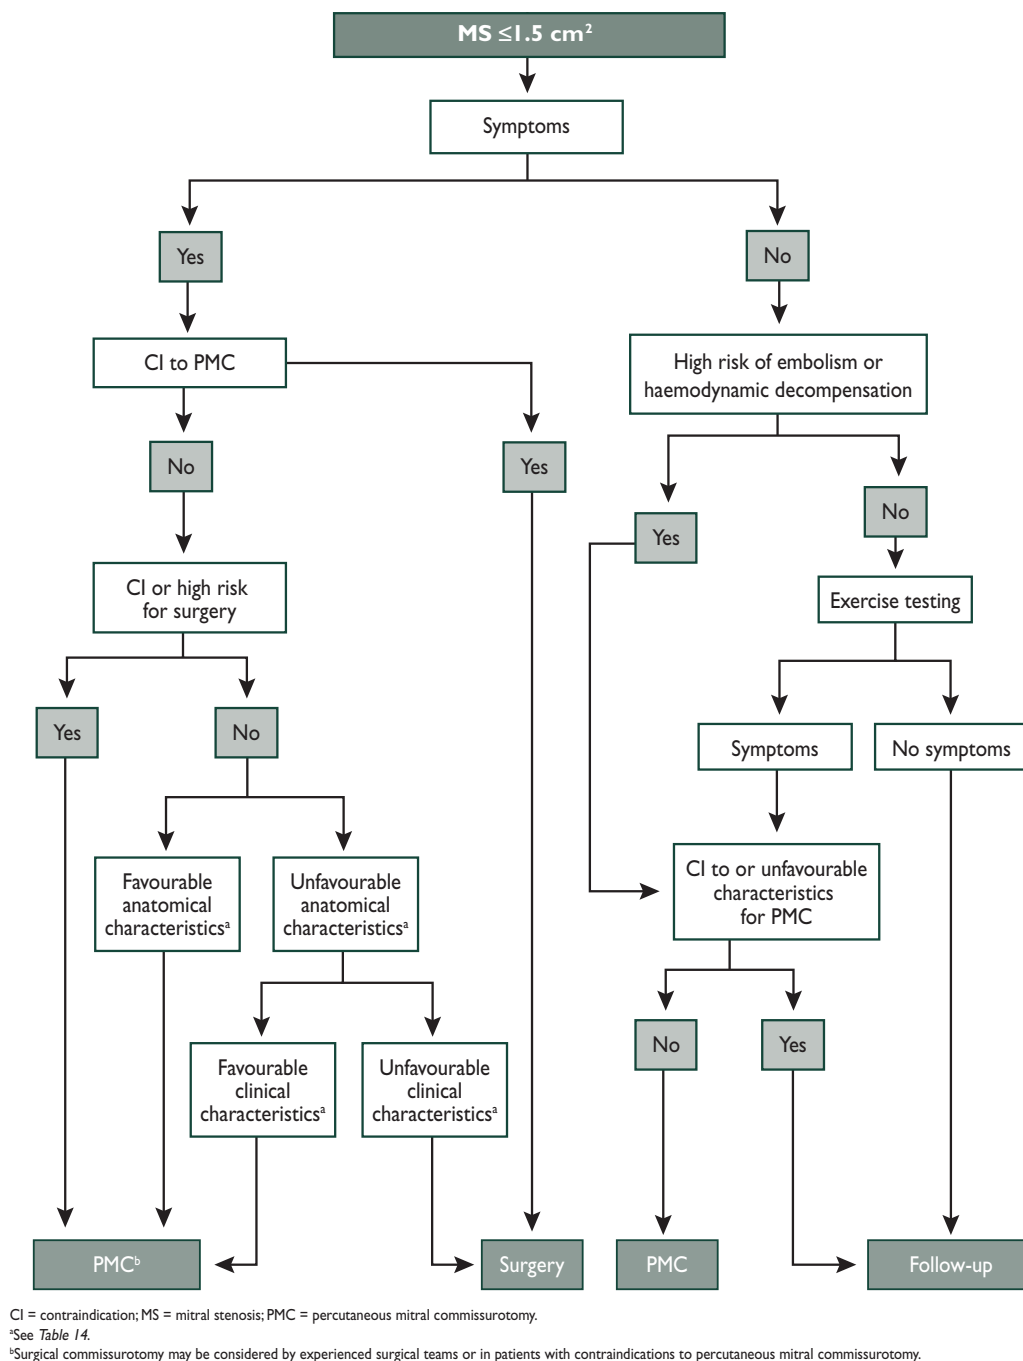 MS ≤1.5 cm²
Symptoms
Yes
No
CI to PMC
High risk of embolism or
haemodynamic decompensation
No
Yes
Yes
No
CI or high risk
for surgery
Exercise testing
Yes
No
Symptoms
No symptoms
Favourable
anatomical
characteristicsᵃ
Unfavourable
anatomical
characteristicsᵃ
CI to or unfavourable
characteristics
for PMC
Favourable
clinical
characteristicsᵃ
Unfavourable
clinical
characteristicsᵃ
No
Yes
PMCᵇ
Surgery
PMC
Follow-up
CI = contraindication; MS = mitral stenosis; PMC = percutaneous mitral commissurotomy.
ᵃSee Table 14.
ᵇSurgical commissurotomy may be considered by experienced surgical teams or in patients with contraindications to percutaneous mitral commissurotomy.